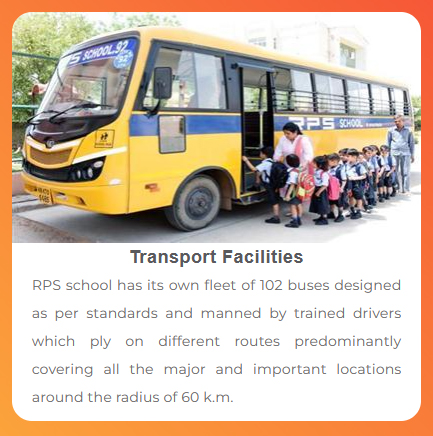 RPS SCHOOL.92
RPS SCHOOL
Transport Facilities
RPS school has its own fleet of 102 buses designed
as per standards and manned by trained drivers
which ply on different routes predominantly
covering all the major and important locations
around the radius of 60 k.m.